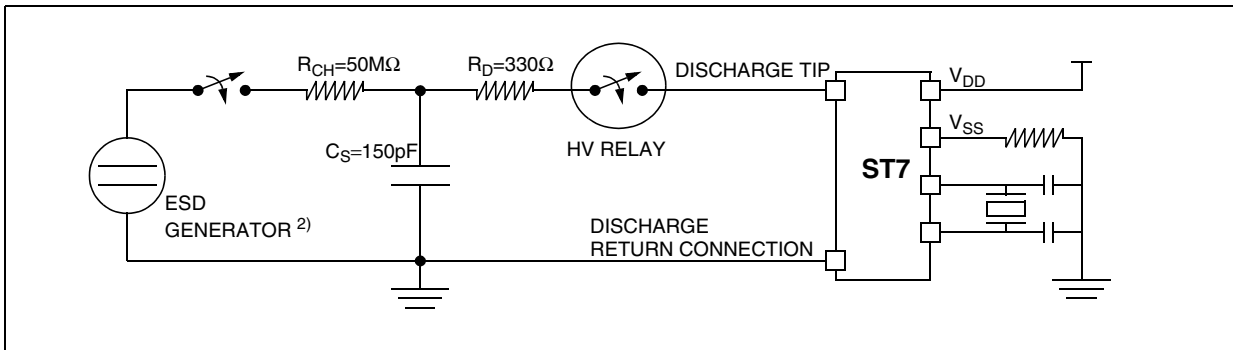 R_CH=50MΩ
R_D=330Ω
DISCHARGE TIP
V_DD
V_SS
C_S=150pF
HV RELAY
ST7
ESD
GENERATOR 2)
DISCHARGE
RETURN CONNECTION